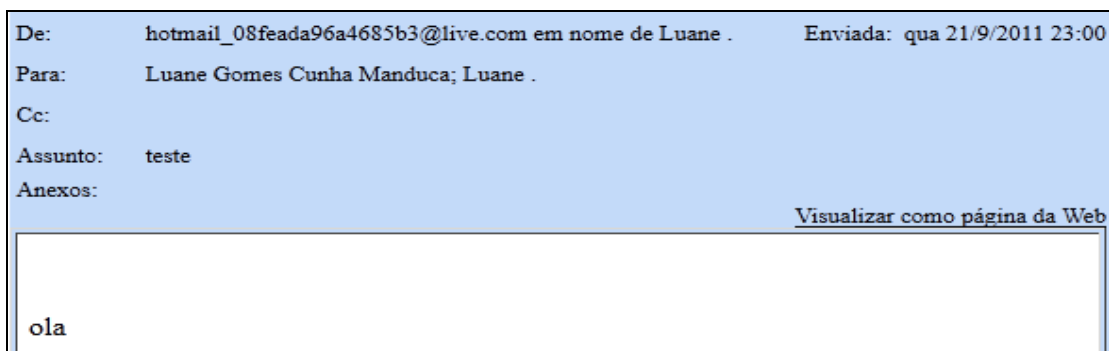 De: hotmail_08feada96a4685b3@live.com em nome de Luane . Enviada: qua 21/9/2011 23:00
Para: Luane Gomes Cunha Manduca; Luane .
Cc:
Assunto: teste
Anexos:
Visualizar como página da Web
ola